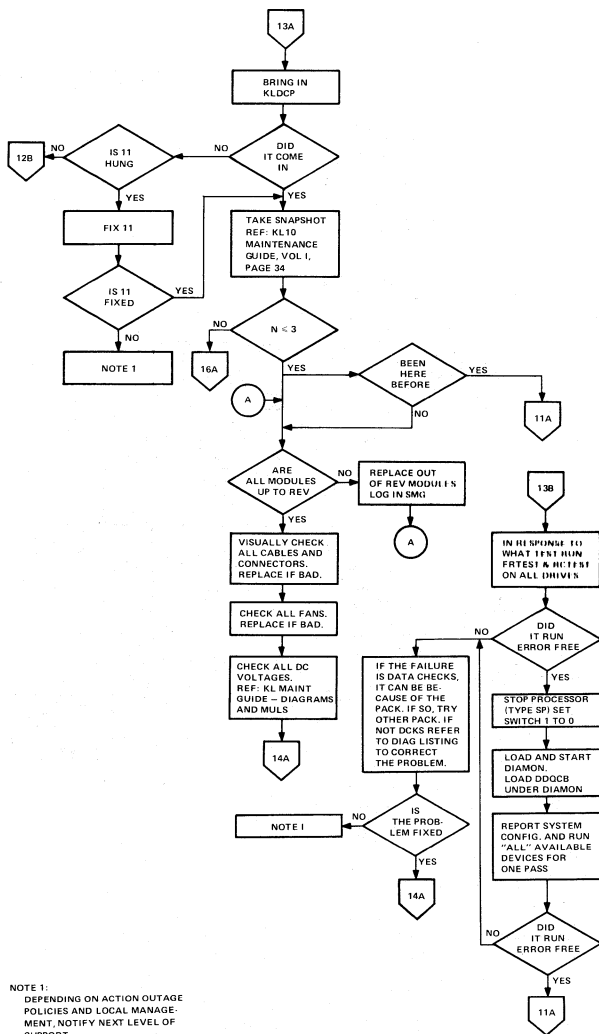 13A
BRING IN
KLDCP
DID
IT COME
IN
NO
YES
IS 11
HUNG
NO
12B
YES
FIX 11
IS 11
FIXED
YES
NO
NOTE 1
TAKE SNAPSHOT
REF: KL10
MAINTENANCE
GUIDE, VOL I,
PAGE 34
N ≤ 3
NO
16A
YES
BEEN
HERE
BEFORE
YES
11A
NO
A
ARE
ALL MODULES
UP TO REV
NO
REPLACE OUT
OF REV MODULES
LOG IN SMG
A
YES
VISUALLY CHECK
ALL CABLES AND
CONNECTORS.
REPLACE IF BAD.
CHECK ALL FANS.
REPLACE IF BAD.
CHECK ALL DC
VOLTAGES.
REF: KL MAINT
GUIDE – DIAGRAMS
AND MULS
14A
13B
IN RESPONSE TO
WHAT TEST RUN
FRTEST &
ON ALL DRIVES
DID
IT RUN
ERROR FREE
NO
YES
IF THE FAILURE
IS DATA CHECKS,
IT CAN BE BE-
CAUSE OF THE
PACK. IF SO, TRY
OTHER PACK. IF
NOT DCKS REFER
TO DIAG LISTING
TO CORRECT
THE PROBLEM.
IS
THE PROB-
LEM FIXED
NO
NOTE I
YES
14A
STOP PROCESSOR
(TYPE SP) SET
SWITCH 1 TO 0
LOAD AND START
DIAMON.
LOAD DDQCB
UNDER DIAMON
REPORT SYSTEM
CONFIG. AND RUN
"ALL" AVAILABLE
DEVICES FOR
ONE PASS
DID
IT RUN
ERROR FREE
NO
YES
11A
NOTE 1:
DEPENDING ON ACTION OUTAGE
POLICIES AND LOCAL MANAGE-
MENT, NOTIFY NEXT LEVEL OF